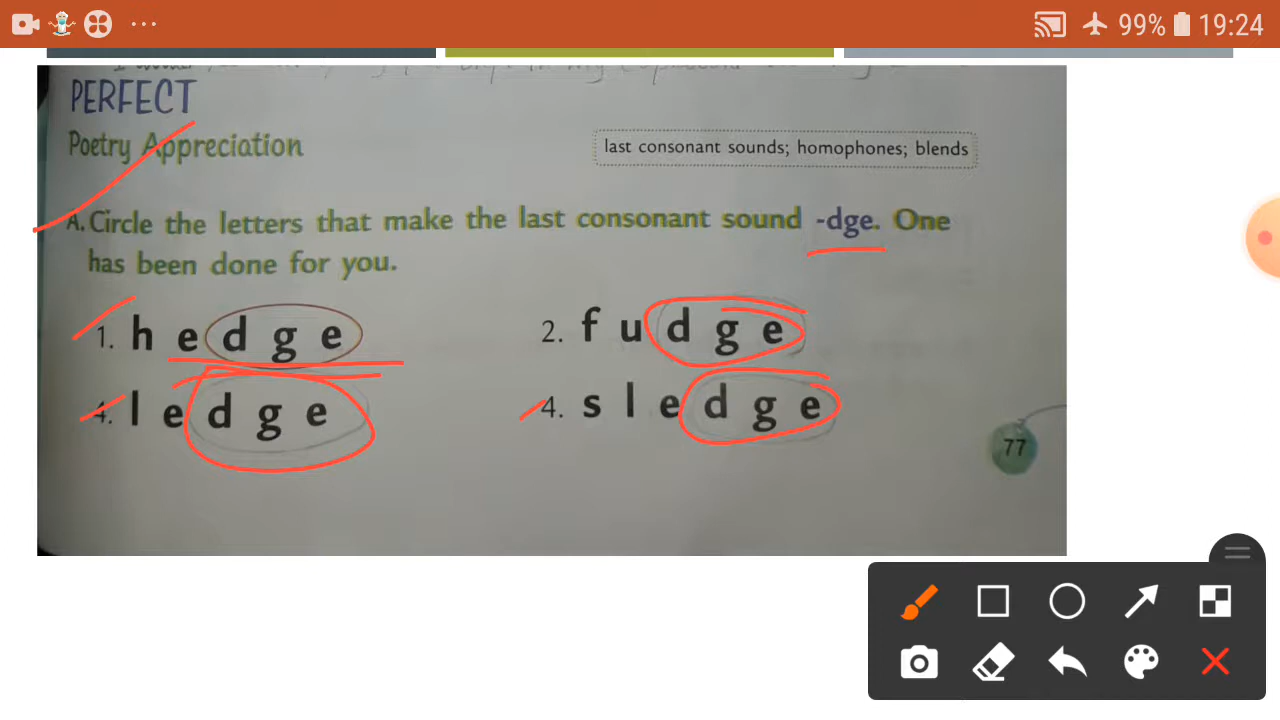 99% 19:24
PERFECT
Poetry Appreciation
last consonant sounds; homophones; blends
A. Circle the letters that make the last consonant sound -dge. One
has been done for you.
1. h e d g e
2. f u d g e
4. l e d g e
4. s l e d g e
77